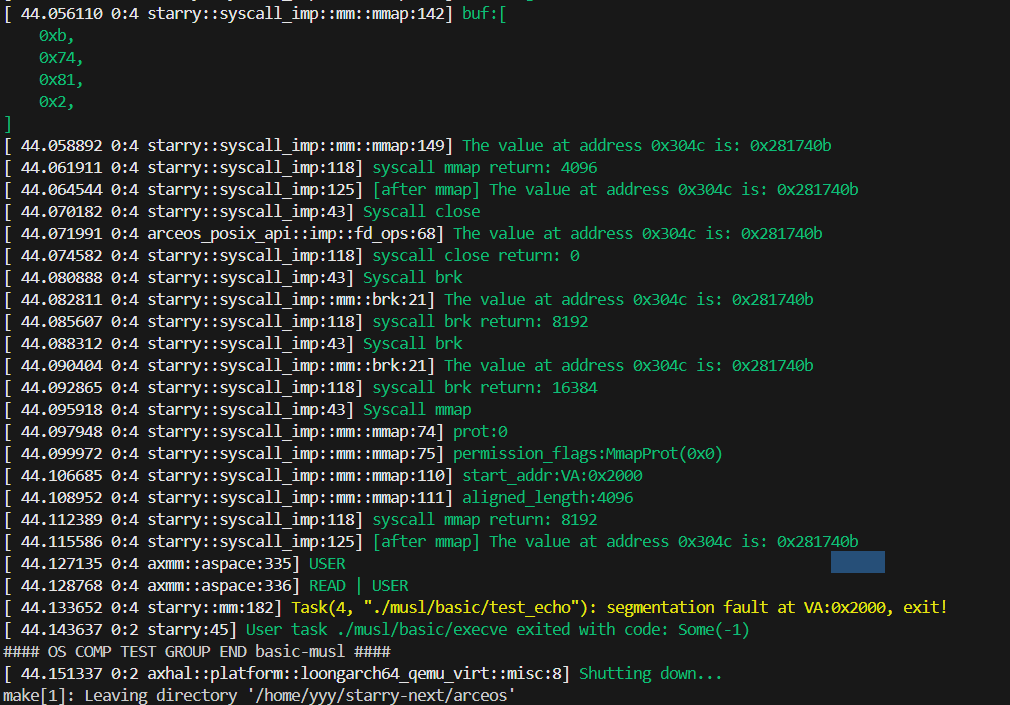 [ 44.056110 0:4 starry::syscall_imp::mm::mmap:142] buf:[
    0xb,
    0x74,
    0x81,
    0x2,
]
[ 44.058892 0:4 starry::syscall_imp::mm::mmap:149] The value at address 0x304c is: 0x281740b
[ 44.061911 0:4 starry::syscall_imp:118] syscall mmap return: 4096
[ 44.064544 0:4 starry::syscall_imp:125] [after mmap] The value at address 0x304c is: 0x281740b
[ 44.070182 0:4 starry::syscall_imp:43] Syscall close
[ 44.071991 0:4 arceos_posix_api::imp::fd_ops:68] The value at address 0x304c is: 0x281740b
[ 44.074582 0:4 starry::syscall_imp:118] syscall close return: 0
[ 44.080888 0:4 starry::syscall_imp:43] Syscall brk
[ 44.082811 0:4 starry::syscall_imp::mm::brk:21] The value at address 0x304c is: 0x281740b
[ 44.085607 0:4 starry::syscall_imp:118] syscall brk return: 8192
[ 44.088312 0:4 starry::syscall_imp:43] Syscall brk
[ 44.090404 0:4 starry::syscall_imp::mm::brk:21] The value at address 0x304c is: 0x281740b
[ 44.092865 0:4 starry::syscall_imp:118] syscall brk return: 16384
[ 44.095918 0:4 starry::syscall_imp:43] Syscall mmap
[ 44.097948 0:4 starry::syscall_imp::mm::mmap:74] prot:0
[ 44.099972 0:4 starry::syscall_imp::mm::mmap:75] permission_flags:MmapProt(0x0)
[ 44.106685 0:4 starry::syscall_imp::mm::mmap:110] start_addr:VA:0x2000
[ 44.108952 0:4 starry::syscall_imp::mm::mmap:111] aligned_length:4096
[ 44.112389 0:4 starry::syscall_imp:118] syscall mmap return: 8192
[ 44.115586 0:4 starry::syscall_imp:125] [after mmap] The value at address 0x304c is: 0x281740b
[ 44.127135 0:4 axmm::aspace:335] USER
[ 44.128768 0:4 axmm::aspace:336] READ | USER
[ 44.133652 0:4 starry::mm:182] Task(4, "./musl/basic/test_echo"): segmentation fault at VA:0x2000, exit!
[ 44.143637 0:2 starry:45] User task ./musl/basic/execve exited with code: Some(-1)
#### OS COMP TEST GROUP END basic-musl ####
[ 44.151337 0:2 axhal::platform::loongarch64_qemu_virt::misc:8] Shutting down...
make[1]: Leaving directory '/home/yyy/starry-next/arceos'